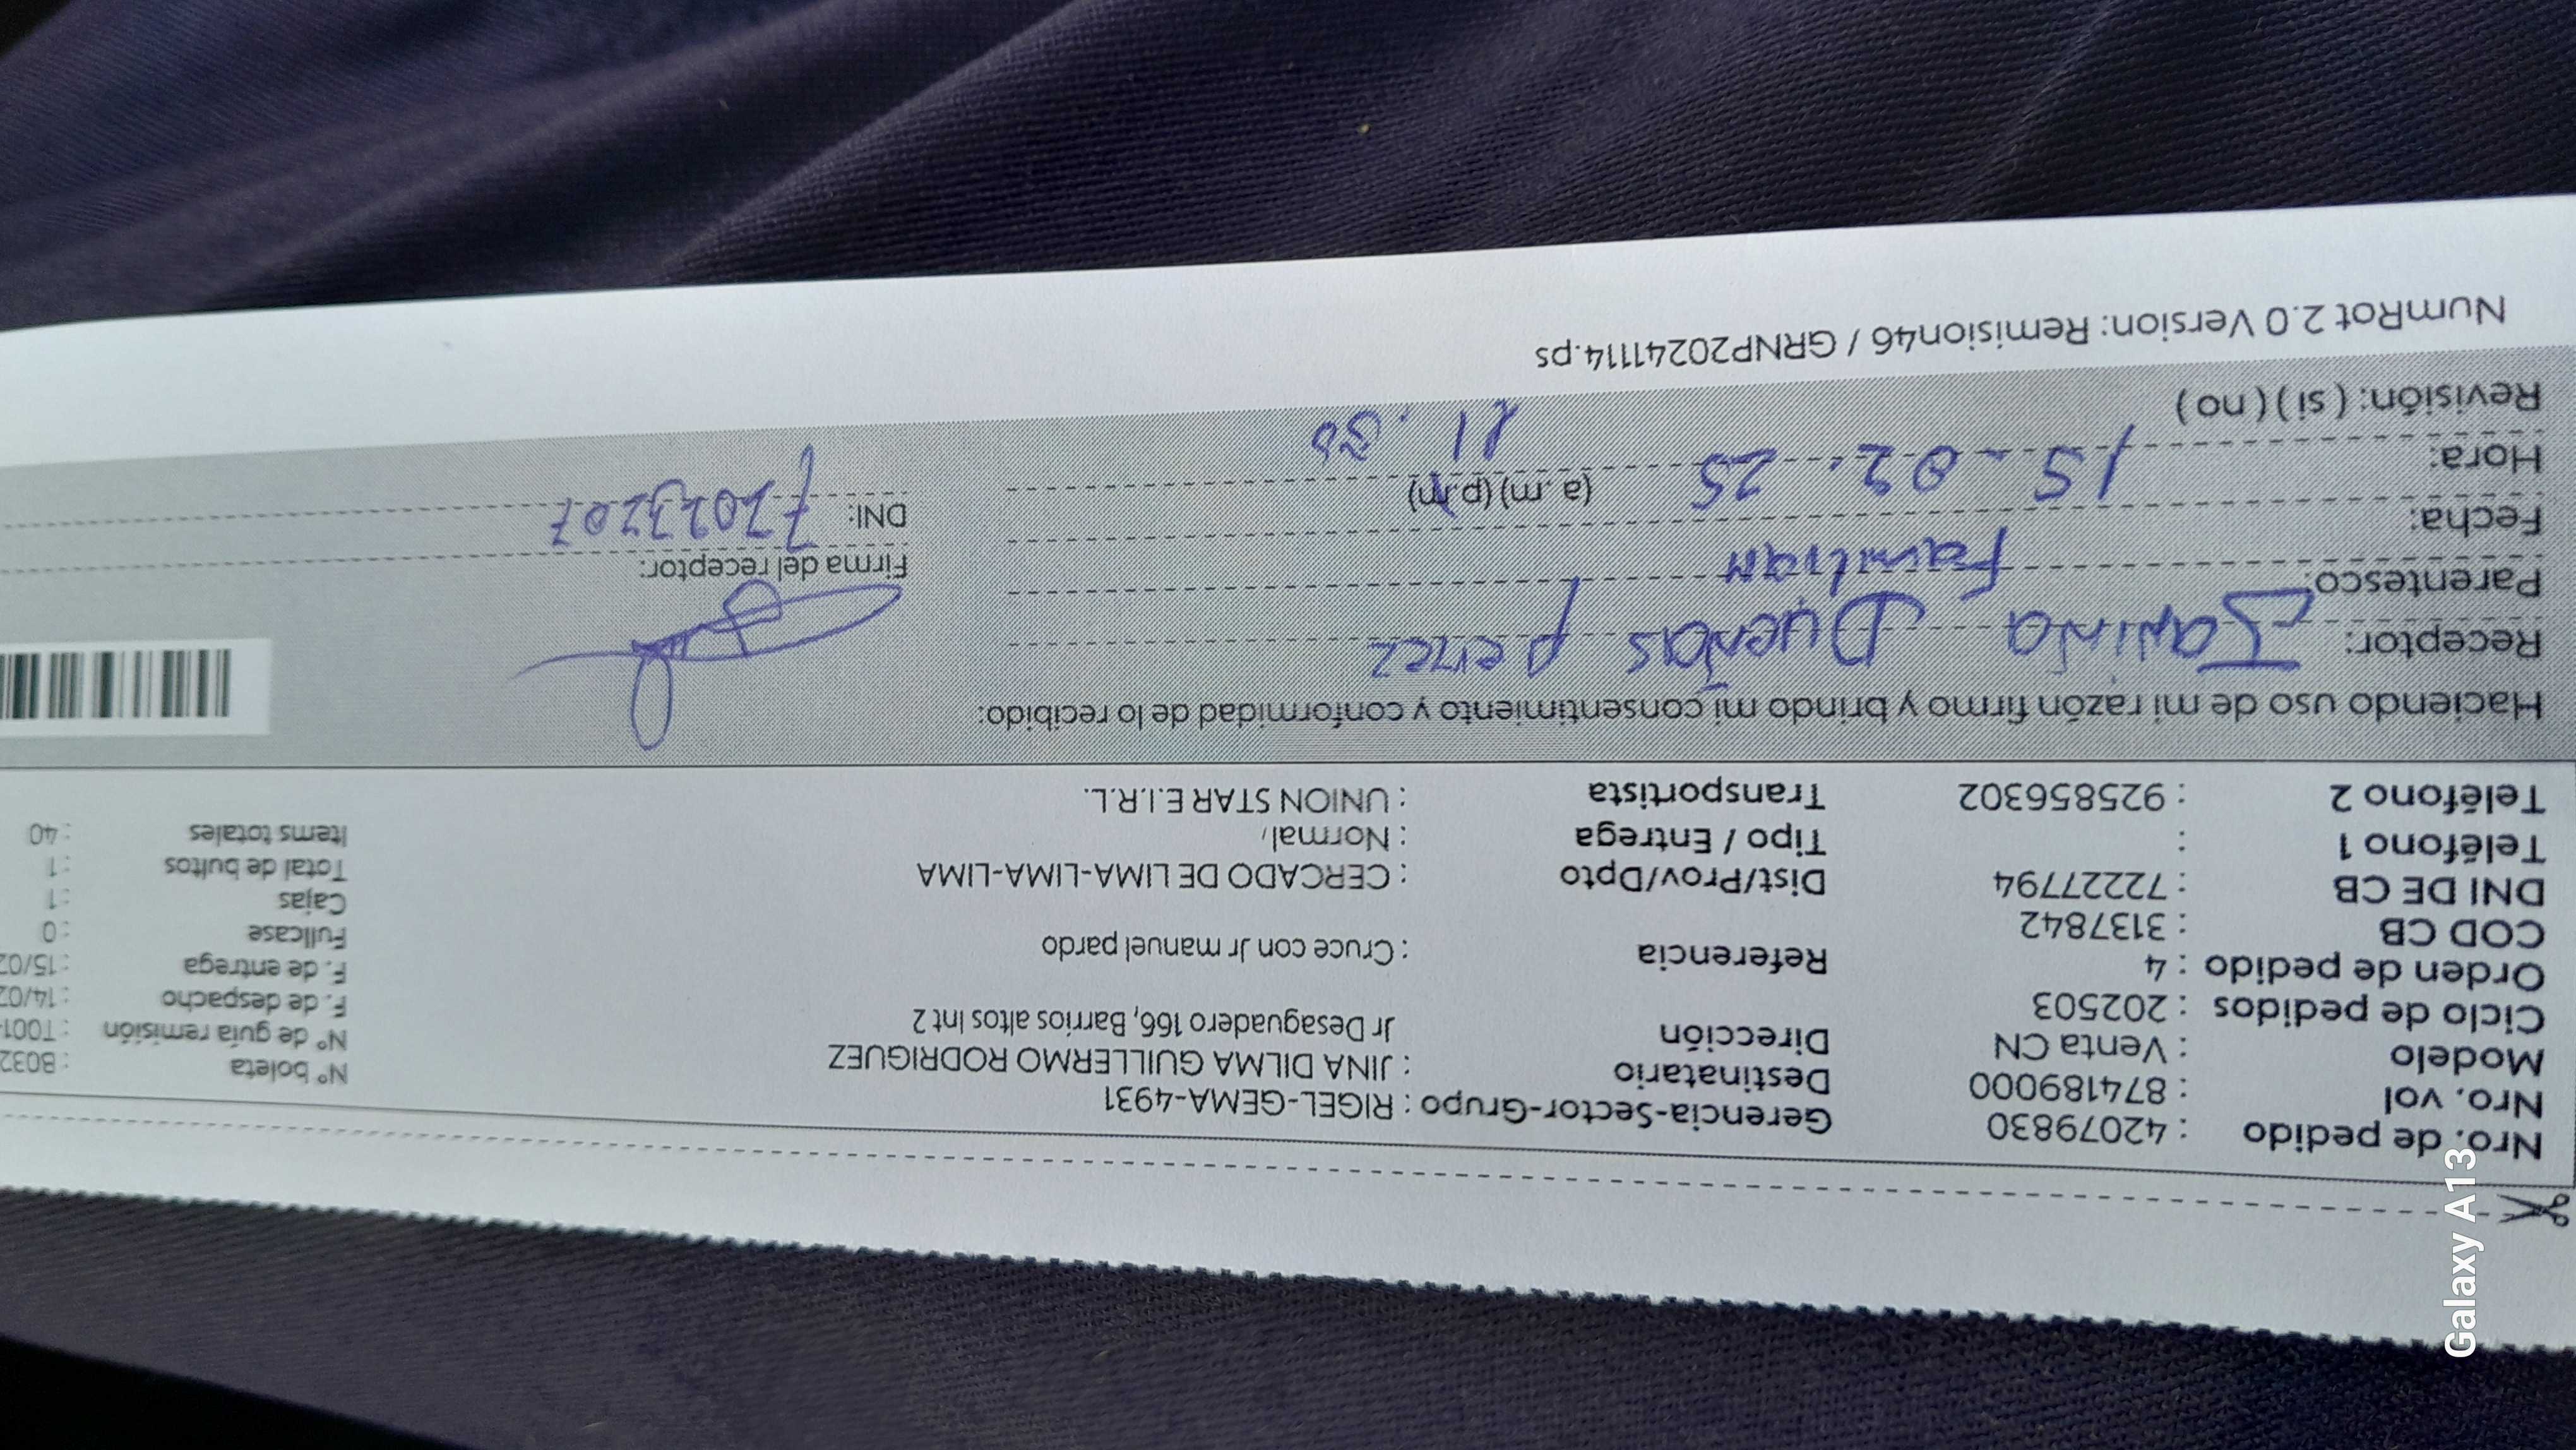 Nro. de pedido : 42079830 Gerencia-Sector-Grupo : RIGEL-GEMA-4931 N° boleta : B032
Nro. vol : 874189000 Destinatario : JINA DILMA GUILLERMO RODRIGUEZ N° de guía remisión : T001-
Modelo : Venta CN Dirección Jr Desaguadero 166, Barrios altos Int 2 F. de despacho : 14/02
Ciclo de pedidos : 202503 F. de entrega : 15/02
Orden de pedido : 4 Referencia : Cruce con Jr manuel pardo Fullcase : 0
COD CB : 3137842 Cajas : 1
DNI DE CB : 72227794 Dist/Prov/Dpto : CERCADO DE LIMA-LIMA-LIMA Total de bultos : 1
Teléfono 1 : Tipo / Entrega : Normal, Items totales : 40
Teléfono 2 : 925856302 Transportista : UNION STAR E.I.R.L.
Haciendo uso de mi razón firmo y brindo mi consentimiento y conformidad de lo recibido:
Receptor: Dueñas perez
Parentesco: Familiar Firma del receptor:
Fecha: DNI:
Hora: 15-02.25 (a.m) (p.m) 11.30
Revisión: ( si ) ( no )
NumRot 2.0 Version: Remision46 / GRNP20241114.ps
Galaxy A13